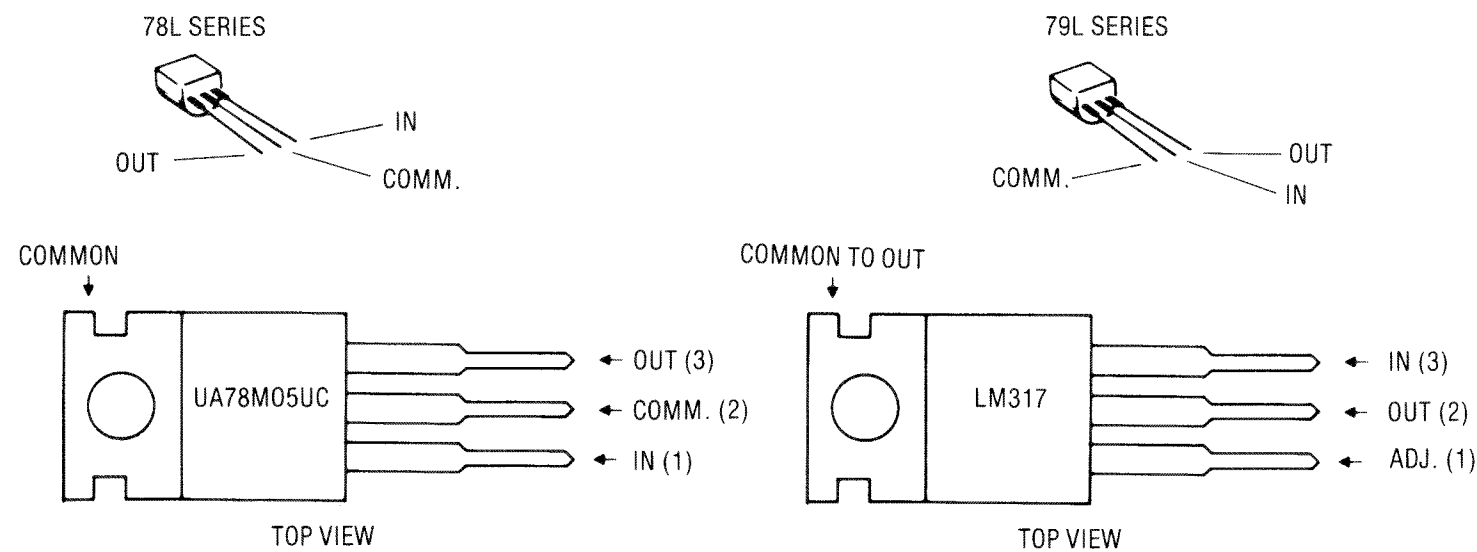 78L SERIES
79L SERIES
IN
OUT
COMM.
OUT
COMM.
IN
COMMON
COMMON TO OUT
UA78M05UC
OUT (3)
COMM. (2)
IN (1)
TOP VIEW
LM317
IN (3)
OUT (2)
ADJ. (1)
TOP VIEW